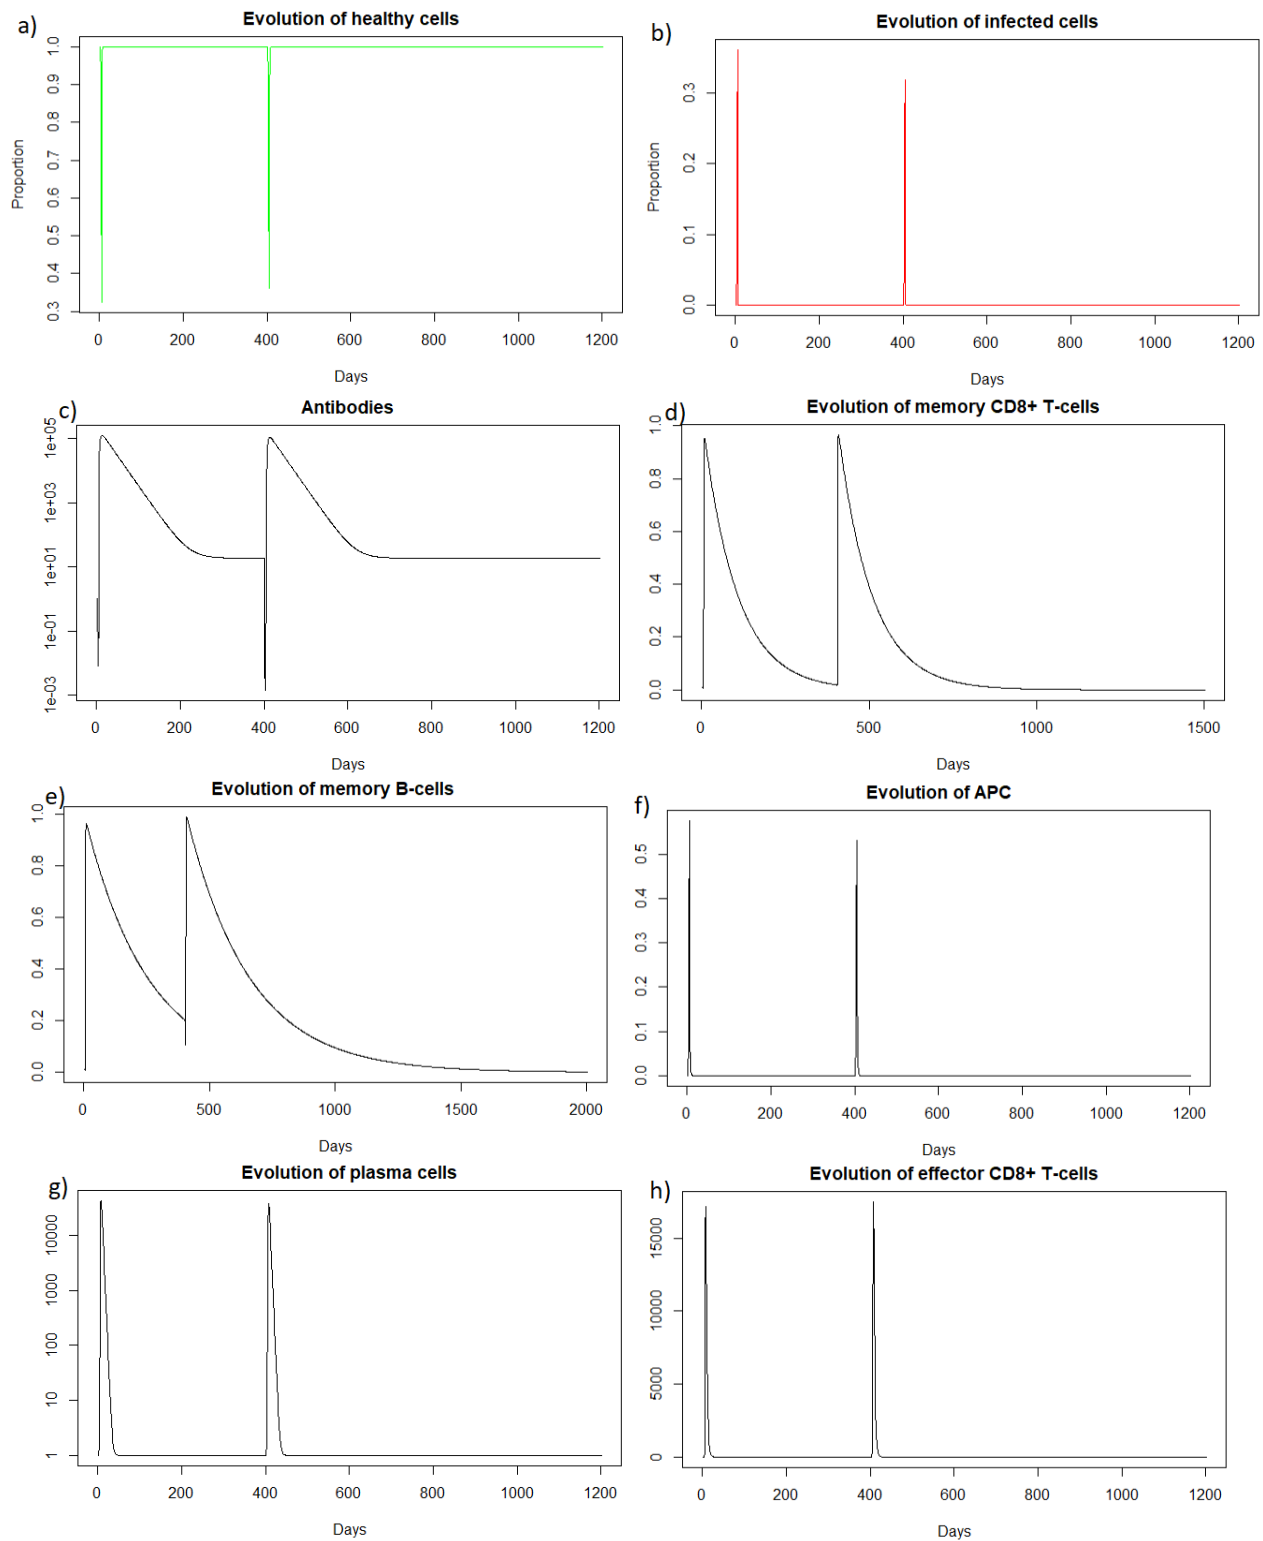 a)
Evolution of healthy cells
Proportion
1.0
0.9
0.8
0.7
0.6
0.5
0.4
0.3
0 200 400 600 800 1000 1200
Days
b)
Evolution of infected cells
Proportion
0.3
0.2
0.1
0.0
0 200 400 600 800 1000 1200
Days
c)
Antibodies
1e+05
1e+03
1e+01
1e-01
1e-03
0 200 400 600 800 1000 1200
Days
d)
Evolution of memory CD8+ T-cells
1.0
0.8
0.6
0.4
0.2
0.0
0 500 1000 1500
Days
e)
Evolution of memory B-cells
1.0
0.8
0.6
0.4
0.2
0.0
0 500 1000 1500 2000
Days
f)
Evolution of APC
0.5
0.4
0.3
0.2
0.1
0.0
0 200 400 600 800 1000 1200
Days
g)
Evolution of plasma cells
10000
1000
100
10
1
0 200 400 600 800 1000 1200
Days
h)
Evolution of effector CD8+ T-cells
15000
10000
5000
0
0 200 400 600 800 1000 1200
Days